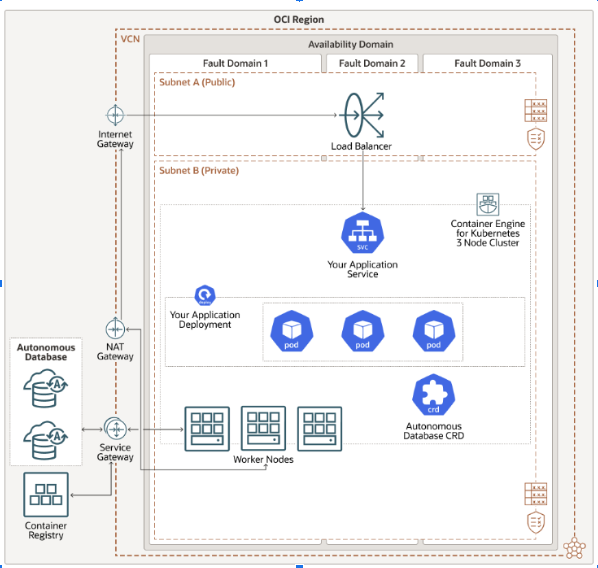 OCI Region
VCN
Availability Domain
Fault Domain 1
Fault Domain 2
Fault Domain 3
Subnet A (Public)
Internet
Gateway
Load Balancer
Subnet B (Private)
Container Engine
for Kubernetes
3 Node Cluster
svc
Your Application
Service
Your Application
Deployment
pod
pod
pod
NAT
Gateway
Autonomous
Database
A
A
crd
Autonomous
Database CRD
Service
Gateway
Worker Nodes
Container
Registry